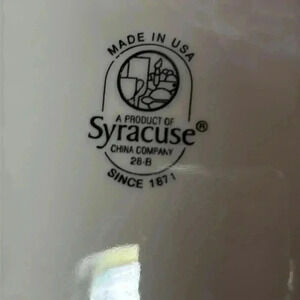 MADE IN USA
A PRODUCT OF
Syracuse®
CHINA COMPANY
28-B
SINCE 1871